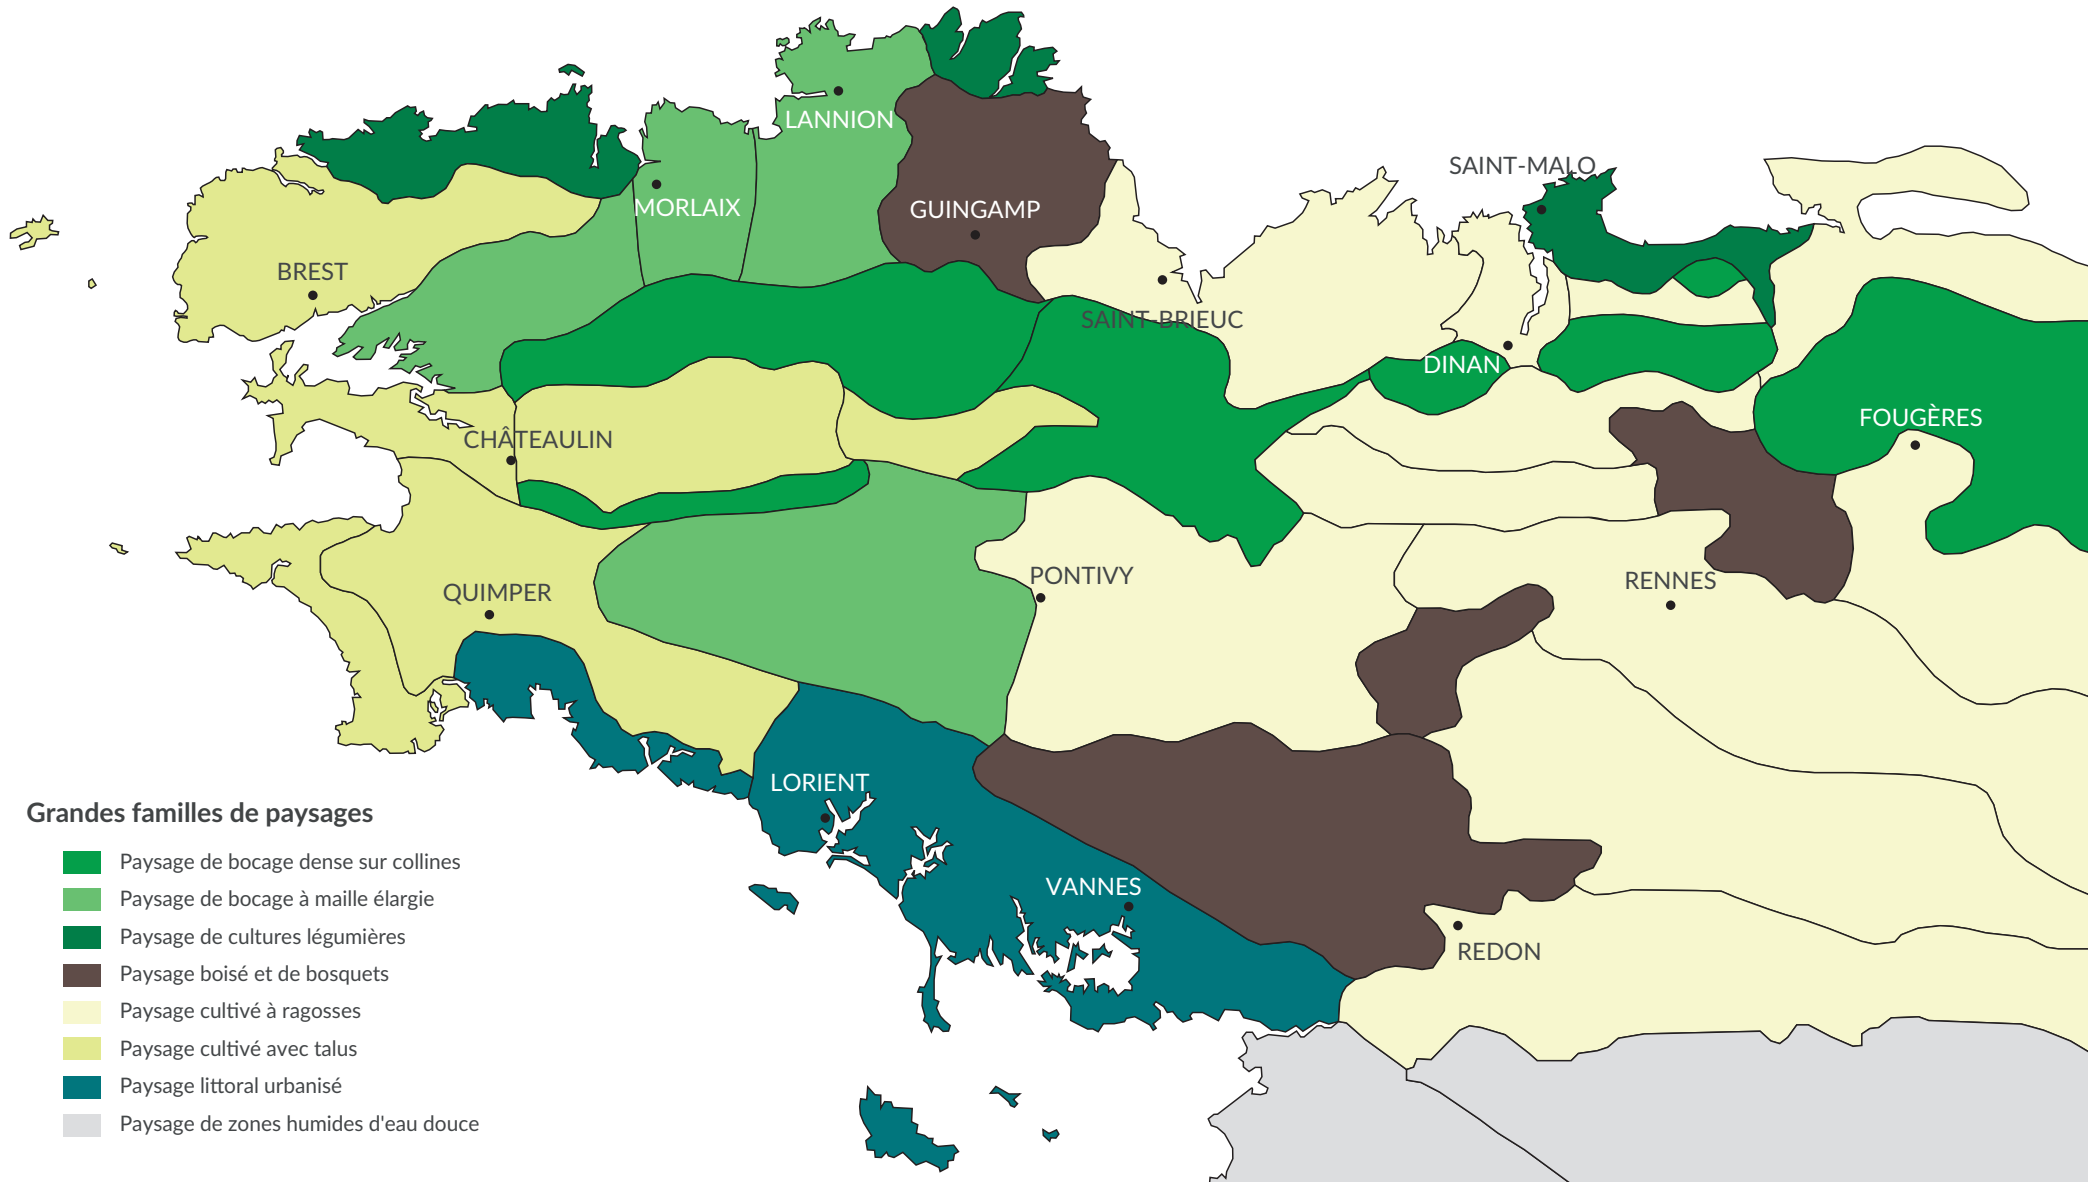 SAINT-MALO
LANNION
MORLAIX
GUINGAMP
BREST
SAINT-BRIEUC
DINAN
FOUGÈRES
CHÂTEAULIN
PONTIVY
RENNES
QUIMPER
LORIENT
VANNES
REDON
Grandes familles de paysages
Paysage de bocage dense sur collines
Paysage de bocage à maille élargie
Paysage de cultures légumières
Paysage boisé et de bosquets
Paysage cultivé à ragosses
Paysage cultivé avec talus
Paysage littoral urbanisé
Paysage de zones humides d'eau douce